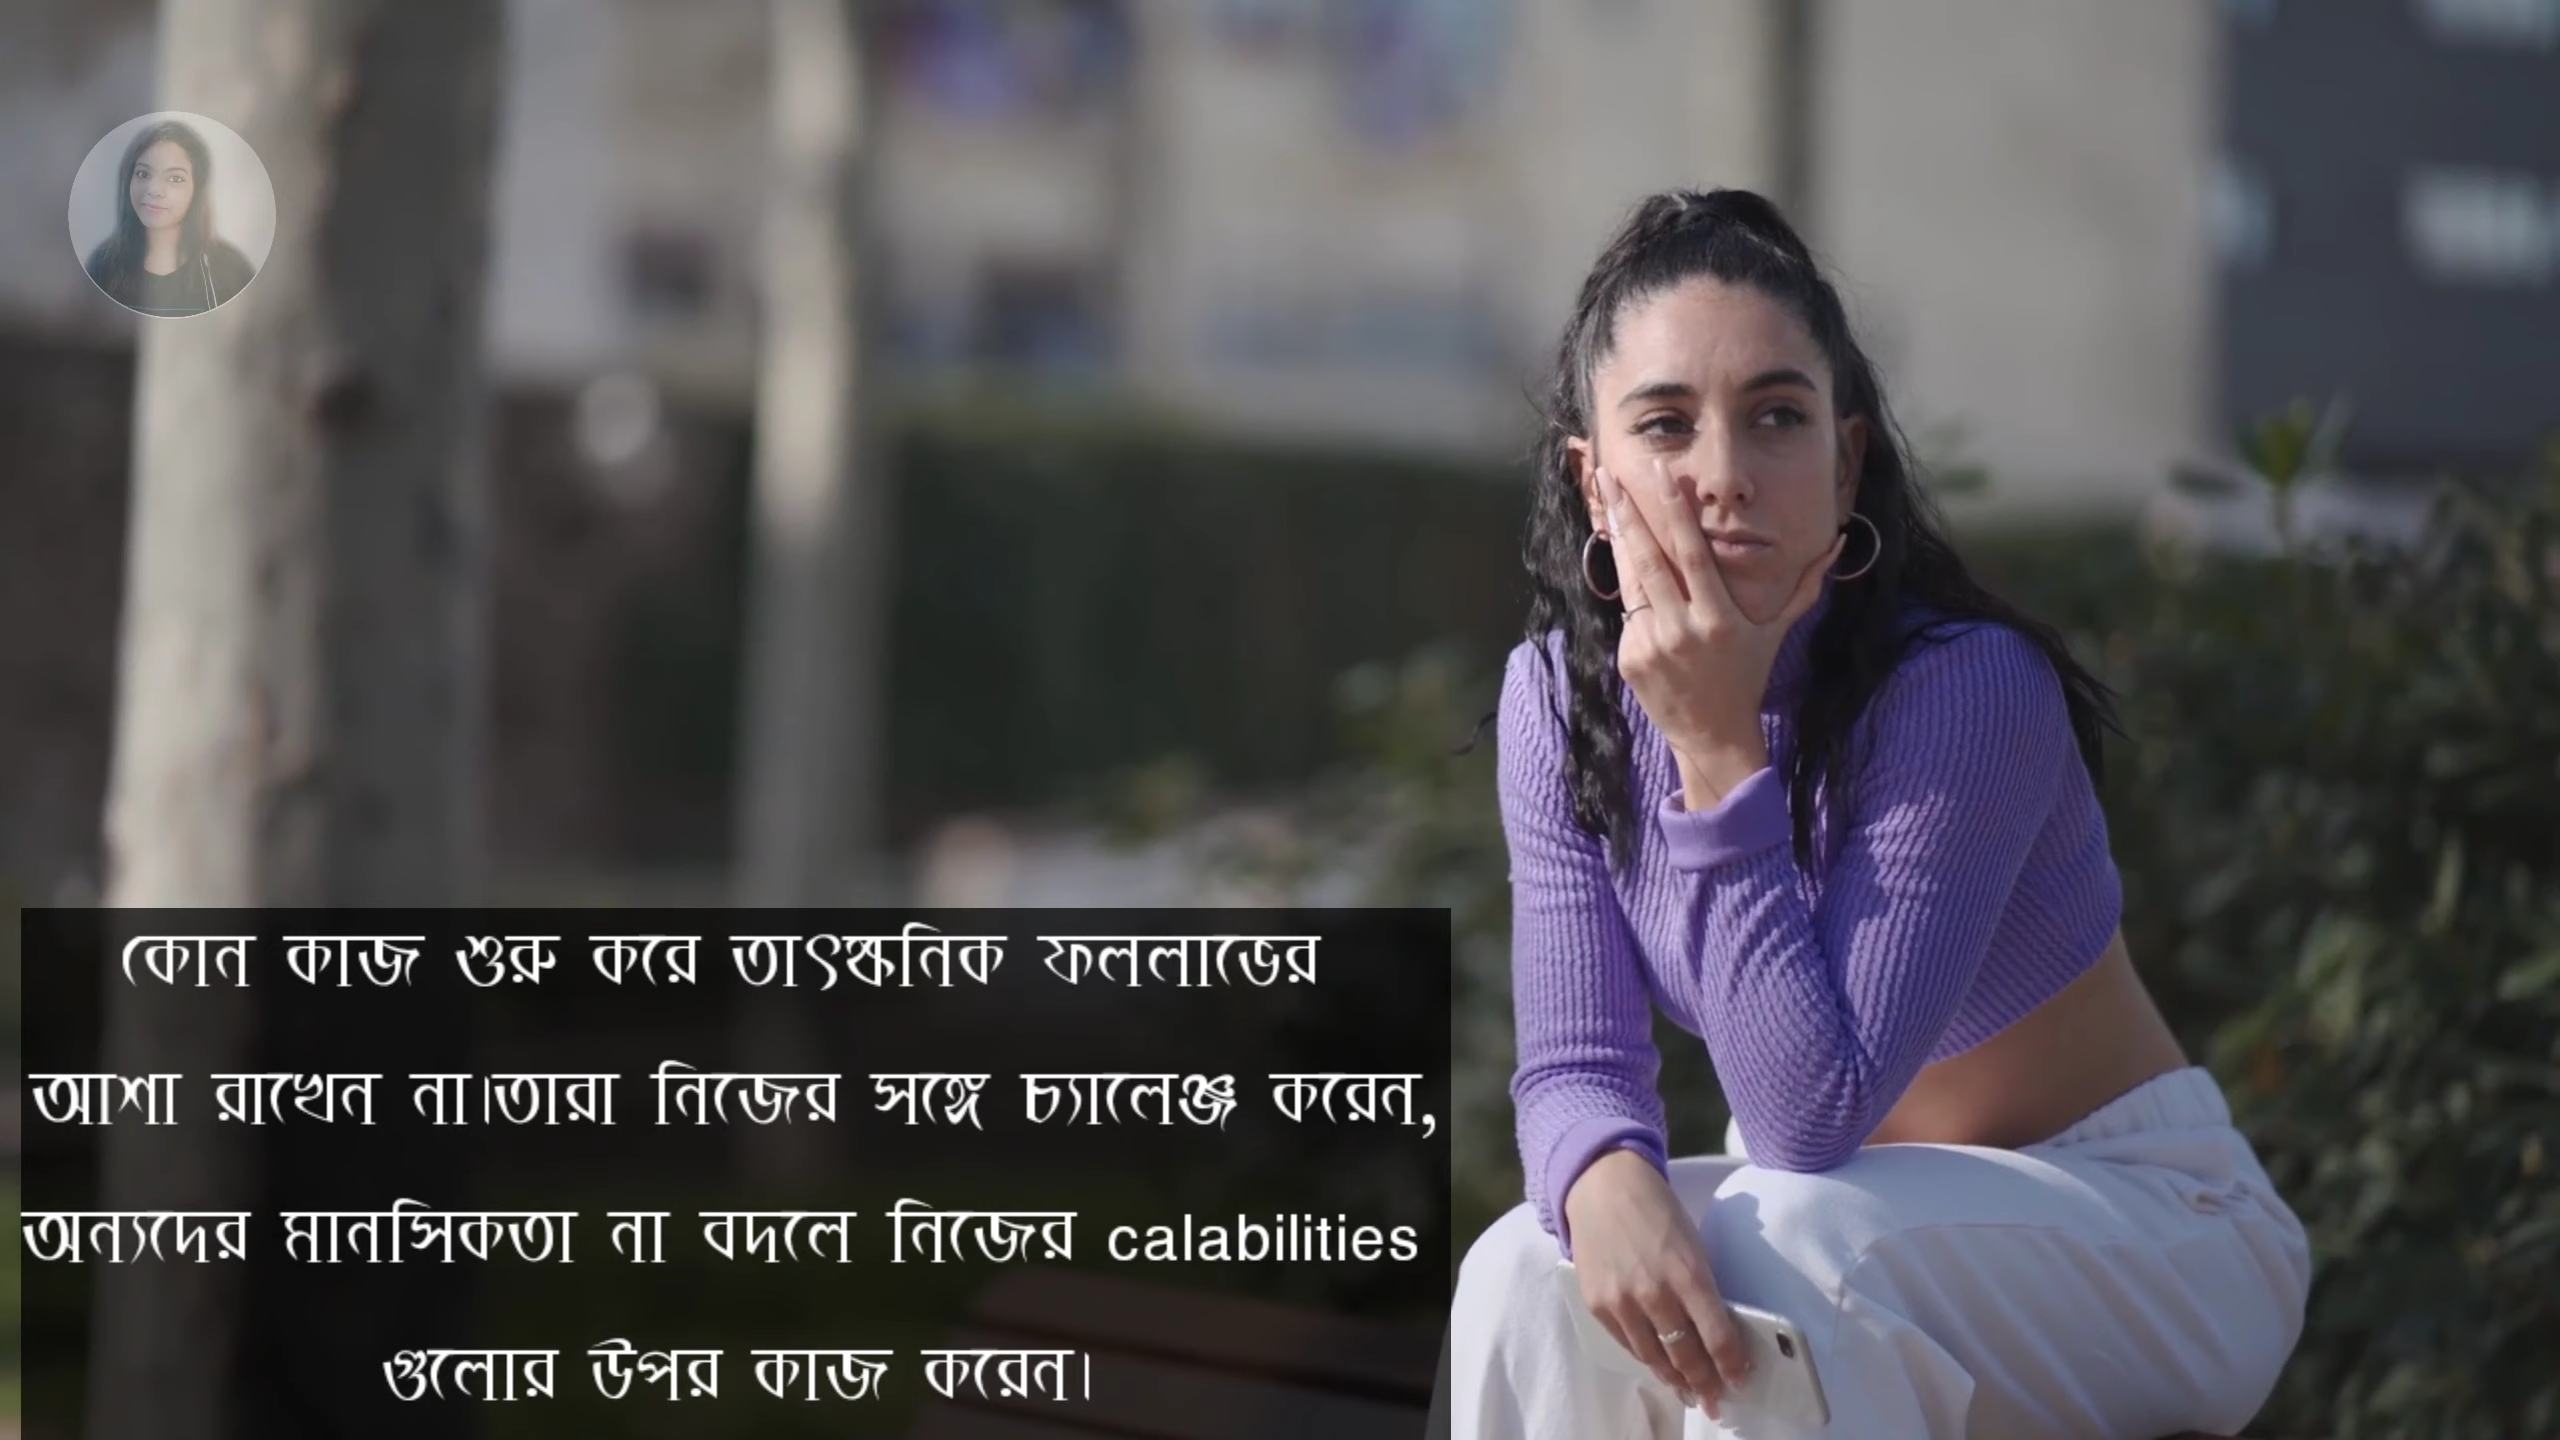 কোন কাজ শুরু করে তাৎক্ষনিক ফললাভের
আশা রাখেন না।তারা নিজের সঙ্গে চ্যালেঞ্জ করেন,
অন্যদের মানসিকতা না বদলে নিজের calabilities
গুলোর উপর কাজ করেন।